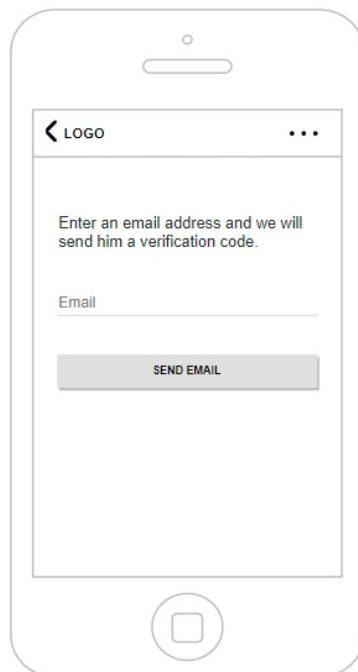 LOGO
Enter an email address and we will
send him a verification code.
Email
SEND EMAIL